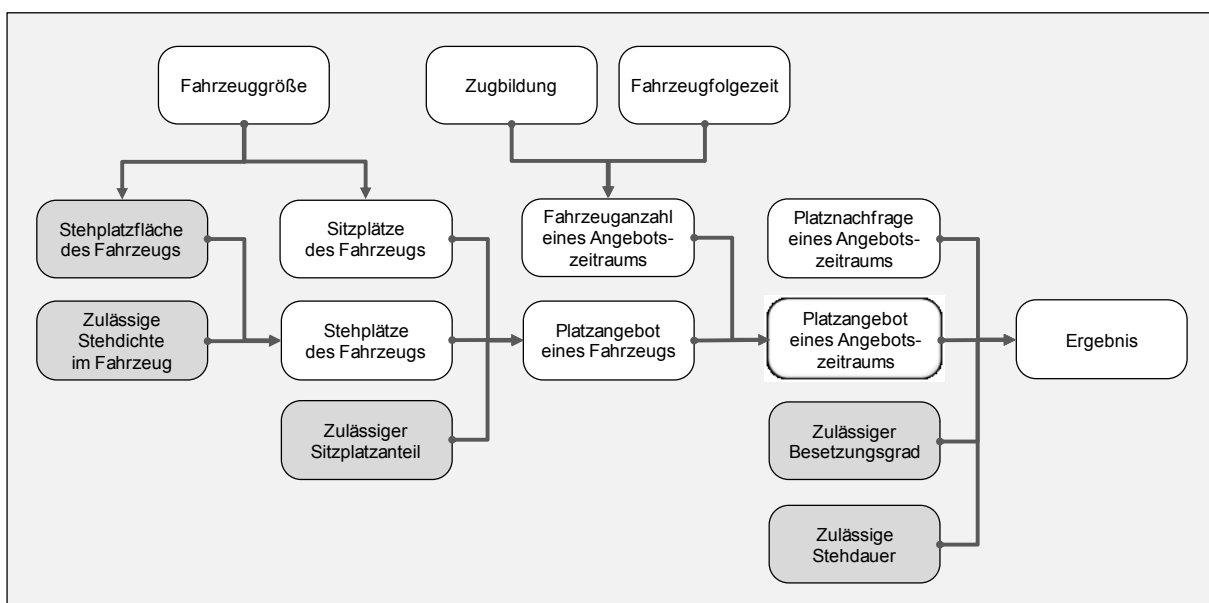 Fahrzeuggröße
Zugbildung
Fahrzeugfolgezeit
Stehplatzfläche
des Fahrzeugs
Sitzplätze
des Fahrzeugs
Fahrzeuganzahl
eines Angebots-
zeitraums
Platznachfrage
eines Angebots-
zeitraums
Zulässige
Stehdichte
im Fahrzeug
Stehplätze
des Fahrzeugs
Platzangebot
eines Fahrzeugs
Platzangebot
eines Angebots-
zeitraums
Ergebnis
Zulässiger
Sitzplatzanteil
Zulässiger
Besetzungsgrad
Zulässige
Stehdauer